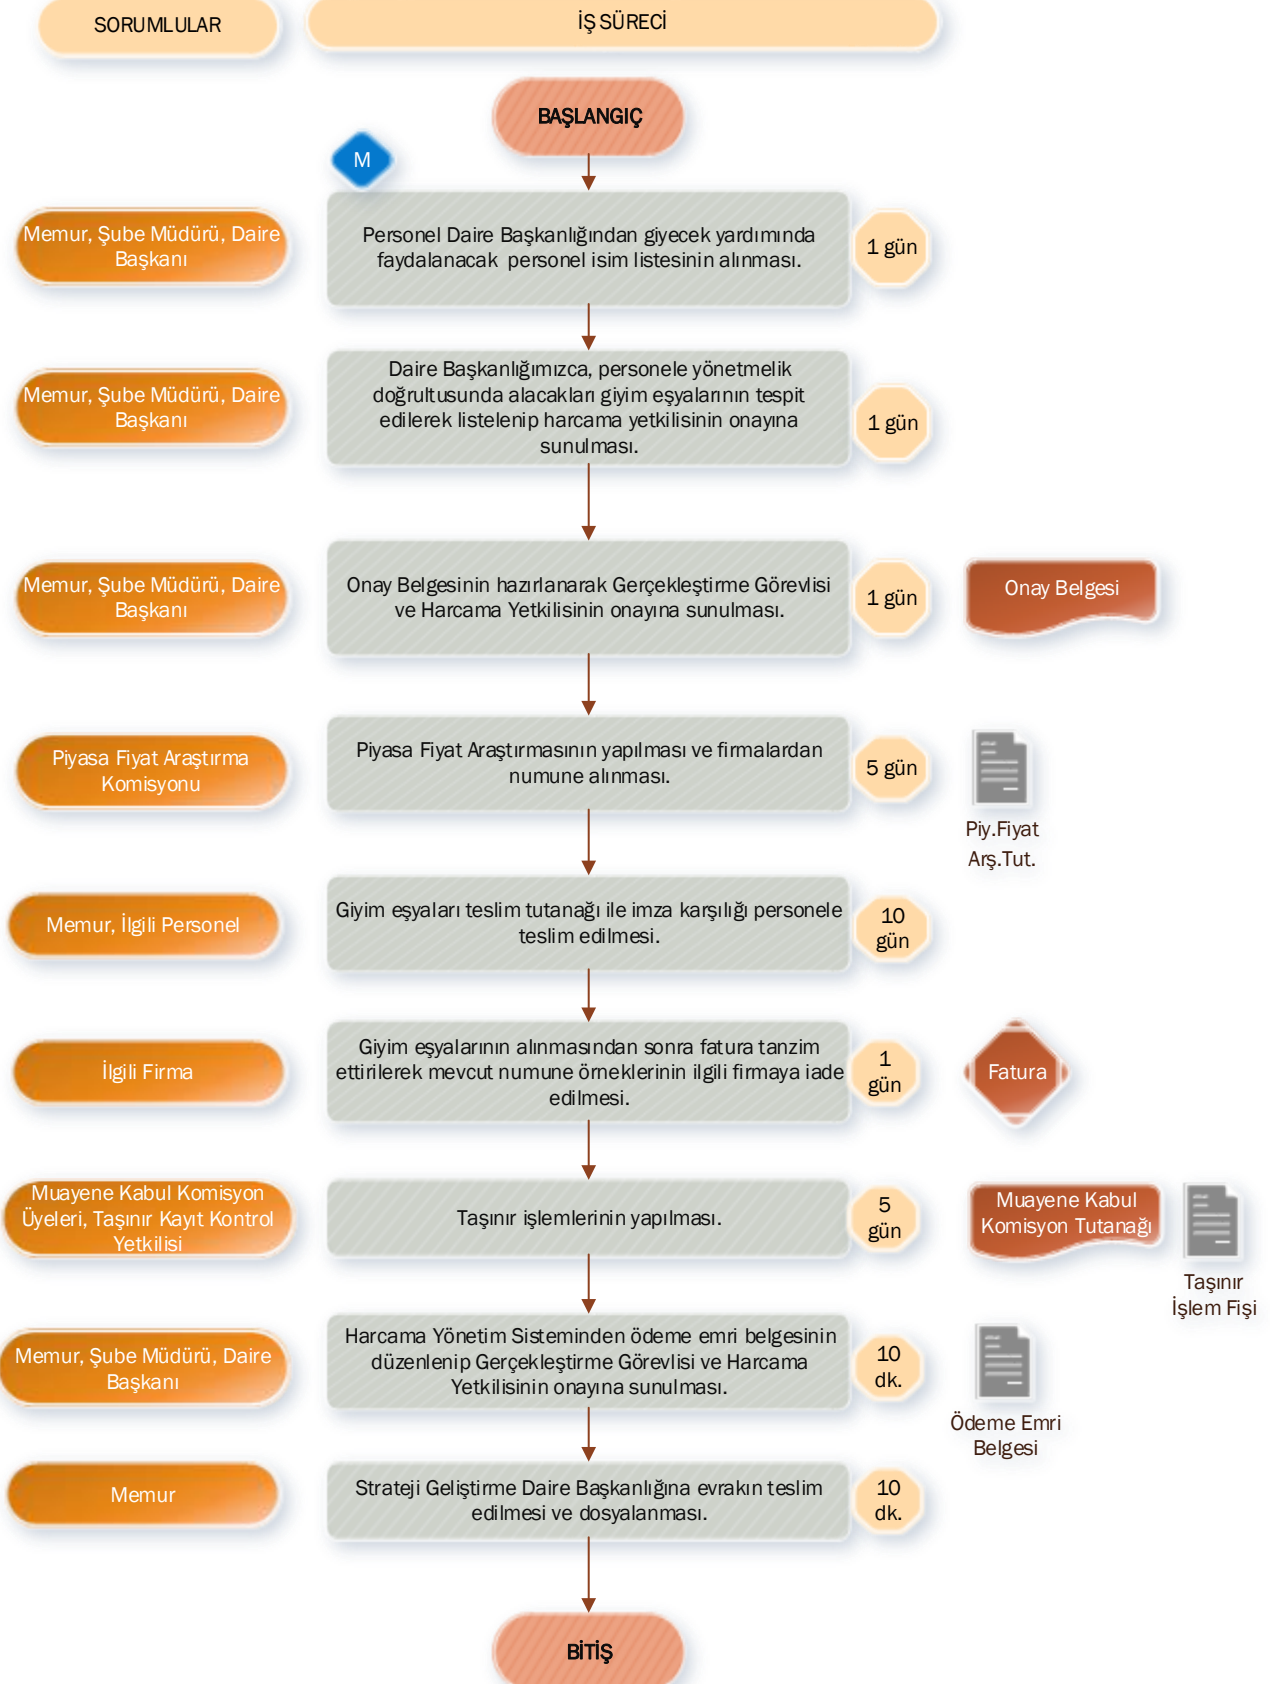 SORUMLULAR
İŞ SÜRECİ
BAŞLANGIÇ
M
Memur, Şube Müdürü, Daire
Başkanı
Personel Daire Başkanlığından giyecek yardımında
faydalanacak personel isim listesinin alınması.
1 gün
Memur, Şube Müdürü, Daire
Başkanı
Daire Başkanlığımızca, personele yönetmelik
doğrultusunda alacakları giyim eşyalarının tespit
edilerek listelenip harcama yetkilisinin onayına
sunulması.
1 gün
Memur, Şube Müdürü, Daire
Başkanı
Onay Belgesinin hazırlanarak Gerçekleştirme Görevlisi
ve Harcama Yetkilisinin onayına sunulması.
1 gün
Onay Belgesi
Piyasa Fiyat Araştırma
Komisyonu
Piyasa Fiyat Araştırmasının yapılması ve firmalardan
numune alınması.
5 gün
Piy.Fiyat
Arş.Tut.
Memur, İlgili Personel
Giyim eşyaları teslim tutanağı ile imza karşılığı personele
teslim edilmesi.
10
gün
İlgili Firma
Giyim eşyalarının alınmasından sonra fatura tanzim
ettirilerek mevcut numune örneklerinin ilgili firmaya iade
edilmesi.
1
gün
Fatura
Muayene Kabul Komisyon
Üyeleri, Taşınır Kayıt Kontrol
Yetkilisi
Taşınır işlemlerinin yapılması.
5
gün
Muayene Kabul
Komisyon Tutanağı
Taşınır
İşlem Fişi
Memur, Şube Müdürü, Daire
Başkanı
Harcama Yönetim Sisteminden ödeme emri belgesinin
düzenlenip Gerçekleştirme Görevlisi ve Harcama
Yetkilisinin onayına sunulması.
10
dk.
Ödeme Emri
Belgesi
Memur
Strateji Geliştirme Daire Başkanlığına evrakın teslim
edilmesi ve dosyalanması.
10
dk.
BİTİŞ